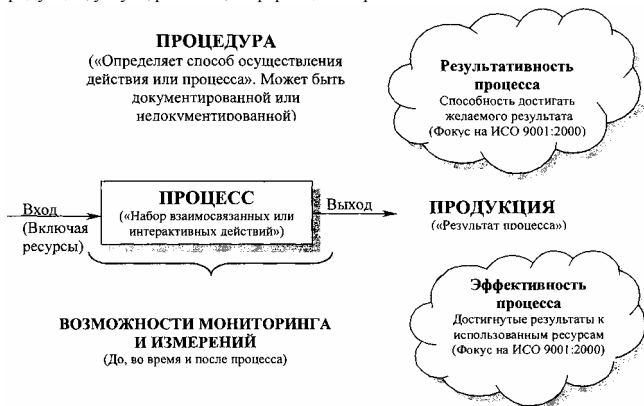 ПРОЦЕДУРА
(«Определяет способ осуществления
действия или процесса». Может быть
документированной или
недокументированной)
Результативность
процесса
Способность достигать
желаемого результата
(Фокус на ИСО 9001:2000)
Вход
(Включая
ресурсы)
ПРОЦЕСС
(«Набор взаимосвязанных или
интерактивных действий»)
Выход
ПРОДУКЦИЯ
(«Результат процесса»)
ВОЗМОЖНОСТИ МОНИТОРИНГА
И ИЗМЕРЕНИЙ
(До, во время и после процесса)
Эффективность
процесса
Достигнутые результаты к
использованным ресурсам
(Фокус на ИСО 9001:2000)